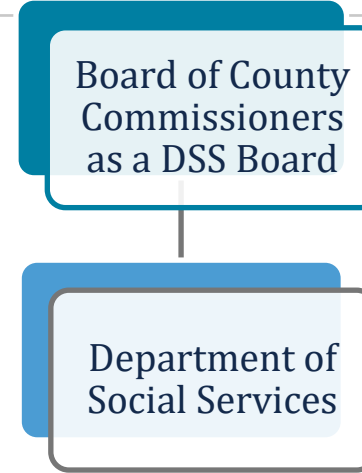 Board of County
Commissioners
as a DSS Board
Department of
Social Services